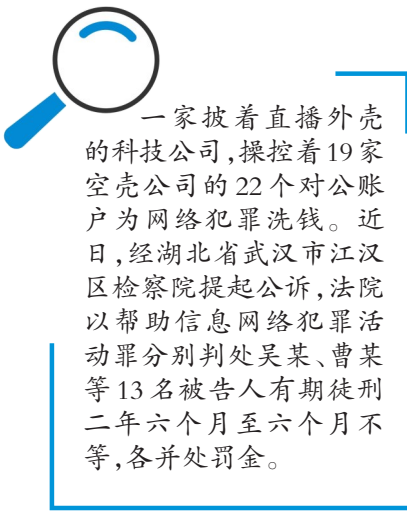 一家披着直播外壳
的科技公司,操控着19家
空壳公司的22个对公账
户为网络犯罪洗钱。近
日,经湖北省武汉市江汉
区检察院提起公诉,法院
以帮助信息网络犯罪活
动罪分别判处吴某、曹某
等13名被告人有期徒刑
二年六个月至六个月不
等,各并处罚金。